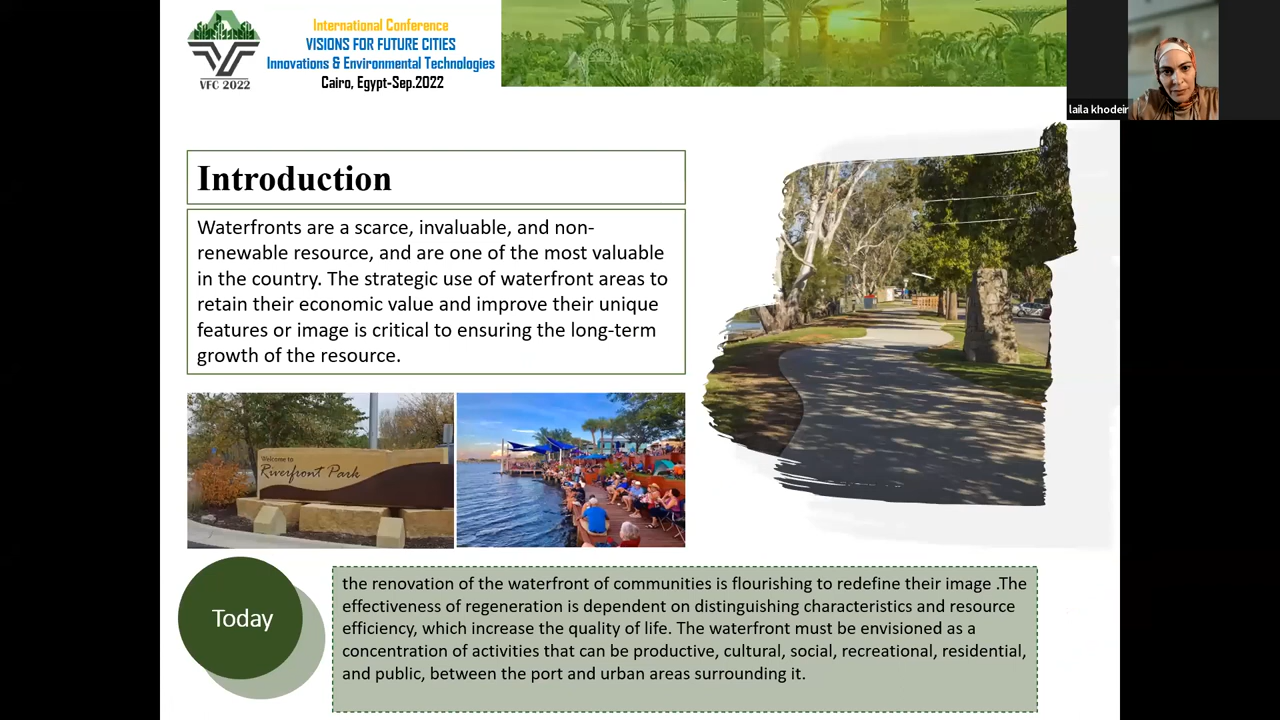 International Conference
VISIONS FOR FUTURE CITIES
Innovations & Environmental Technologies
Cairo, Egypt-Sep.2022
VFC 2022
laila khodeir
Introduction
Waterfronts are a scarce, invaluable, and non-
renewable resource, and are one of the most valuable
in the country. The strategic use of waterfront areas to
retain their economic value and improve their unique
features or image is critical to ensuring the long-term
growth of the resource.
Welcome to
Riverfront Park
Today
the renovation of the waterfront of communities is flourishing to redefine their image .The
effectiveness of regeneration is dependent on distinguishing characteristics and resource
efficiency, which increase the quality of life. The waterfront must be envisioned as a
concentration of activities that can be productive, cultural, social, recreational, residential,
and public, between the port and urban areas surrounding it.